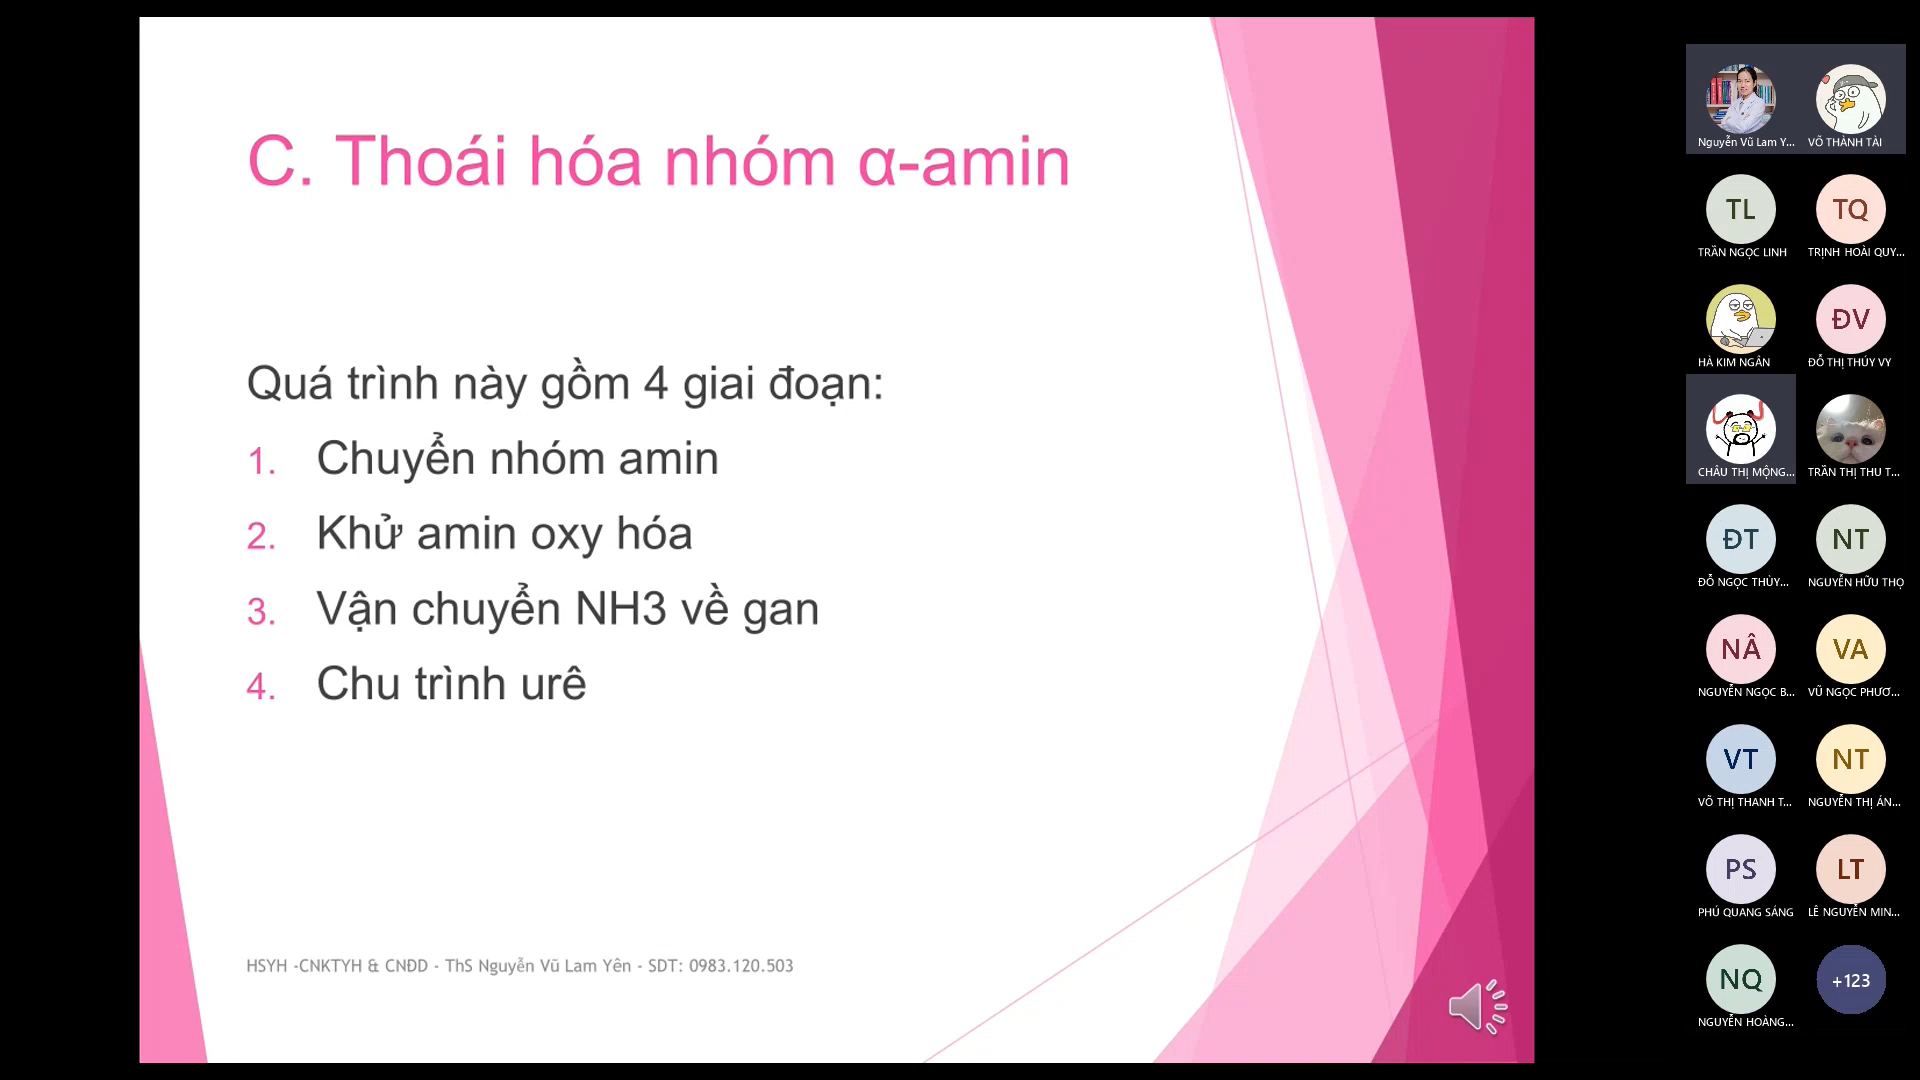 C. Thoái hóa nhóm α-amin
Quá trình này gồm 4 giai đoạn:
1. Chuyển nhóm amin
2. Khử amin oxy hóa
3. Vận chuyển NH3 về gan
4. Chu trình urê
HSYH -CNKTYH & CNĐD - ThS Nguyễn Vũ Lam Yên - SDT: 0983.120.503
Nguyễn Vũ Lam Y...
VÕ THÀNH TÀI
TL
TRẦN NGỌC LINH
TQ
TRỊNH HOÀI QUY...
HÀ KIM NGÂN
ĐV
ĐỖ THỊ THÚY VY
CHÂU THỊ MỘNG...
TRẦN THỊ THU T...
ĐT
ĐỖ NGỌC THÙY...
NT
NGUYỄN HỮU THỌ
NÂ
NGUYỄN NGỌC B...
VA
VŨ NGỌC PHƯƠ...
VT
VÕ THỊ THANH T...
NT
NGUYỄN THỊ ÁN...
PS
PHÚ QUANG SÁNG
LT
LÊ NGUYỄN MIN...
NQ
NGUYỄN HOÀNG...
+123